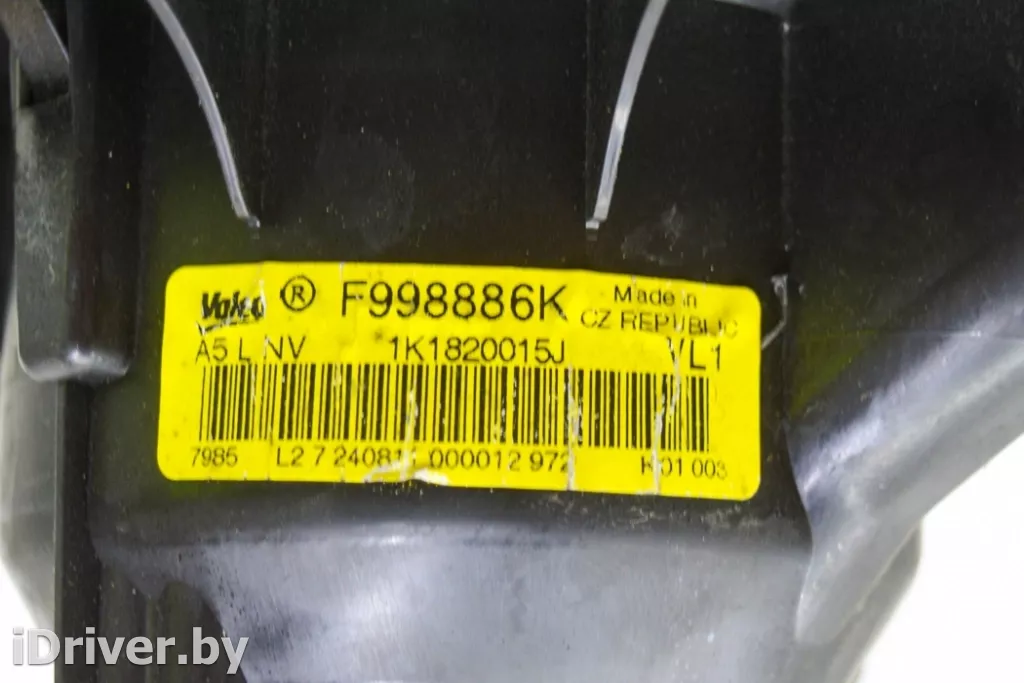 Valeo ® F998886K Made in
CZ REPUBLIC
A5 L NV 1K1820015J VL1
7985 L2 7 24081 000012 972 K01 003
iDriver.by